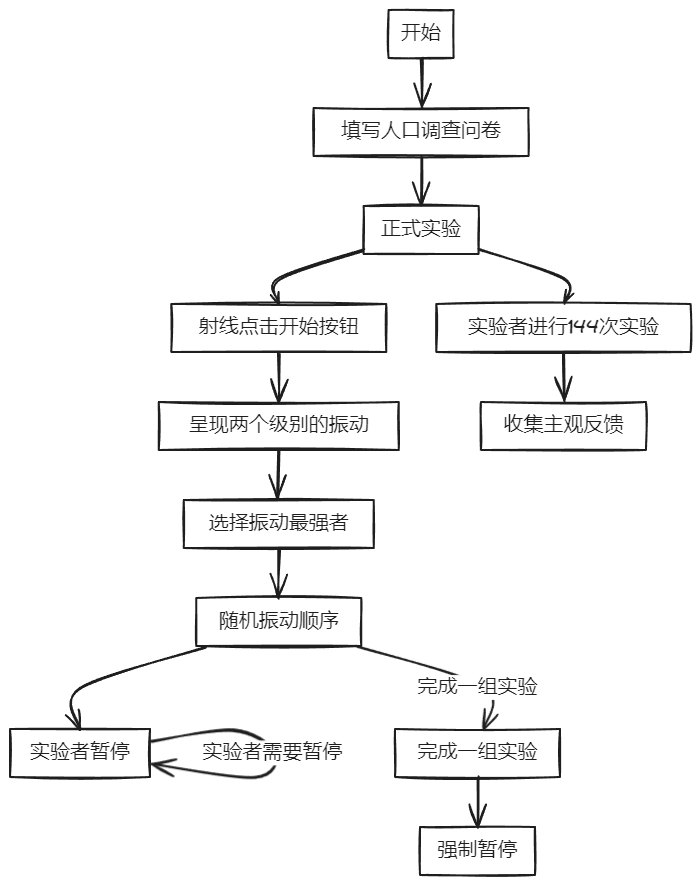 开始
填写人口调查问卷
正式实验
射线点击开始按钮
实验者进行144次实验
呈现两个级别的振动
收集主观反馈
选择振动最强者
随机振动顺序
完成一组实验
实验者暂停
实验者需要暂停
完成一组实验
强制暂停